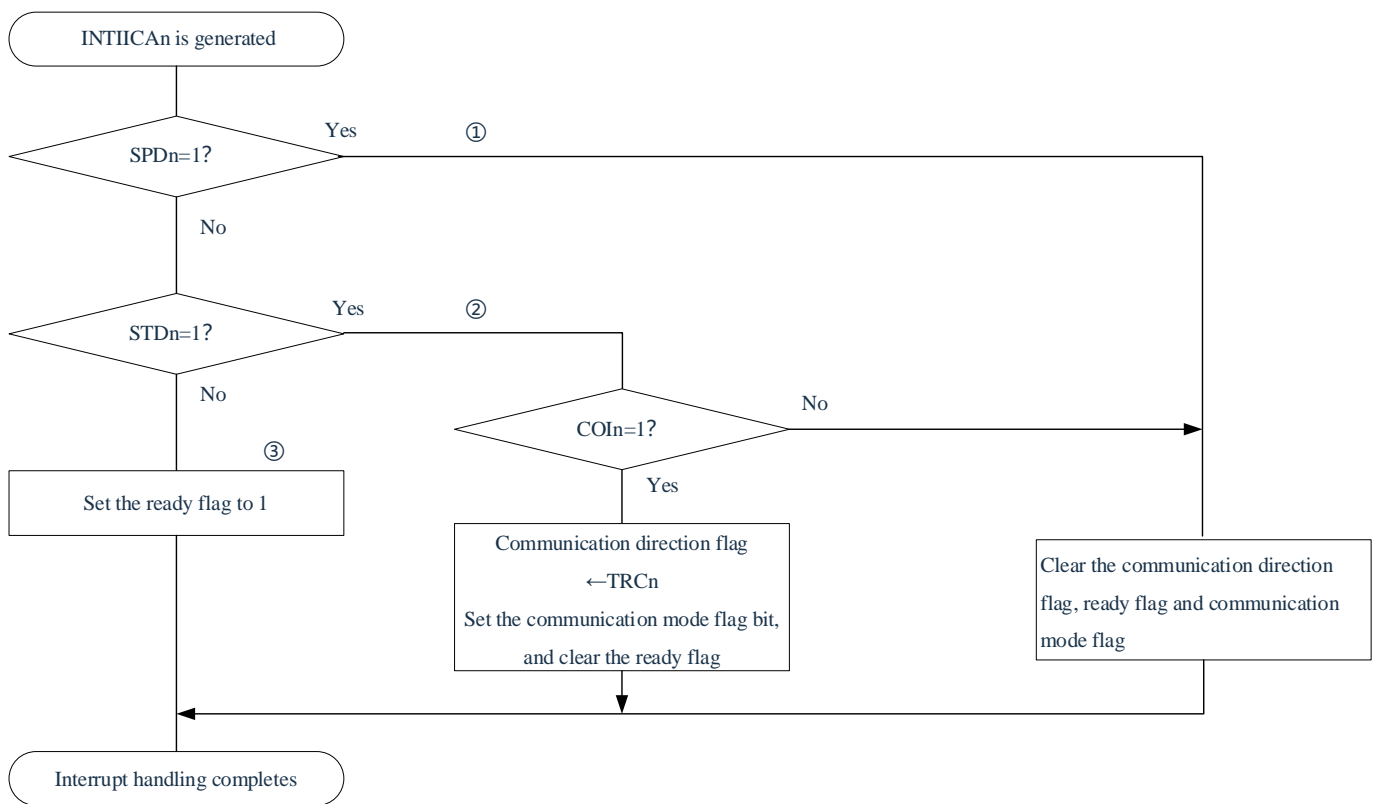 INTIICAn is generated
Yes
①
SPDn=1?
No
Yes
②
STDn=1?
No
No
COIn=1?
③
Yes
Set the ready flag to 1
Communication direction flag
←TRCn
Set the communication mode flag bit,
and clear the ready flag
Clear the communication direction
flag, ready flag and communication
mode flag
Interrupt handling completes